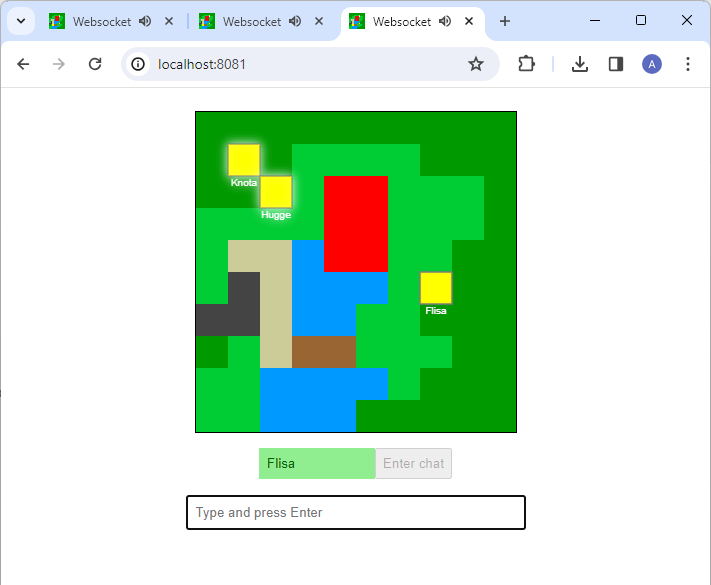 Websocket Websocket Websocket
localhost:8081 A
Knota
Hugge
Flisa
Flisa Enter chat
Type and press Enter